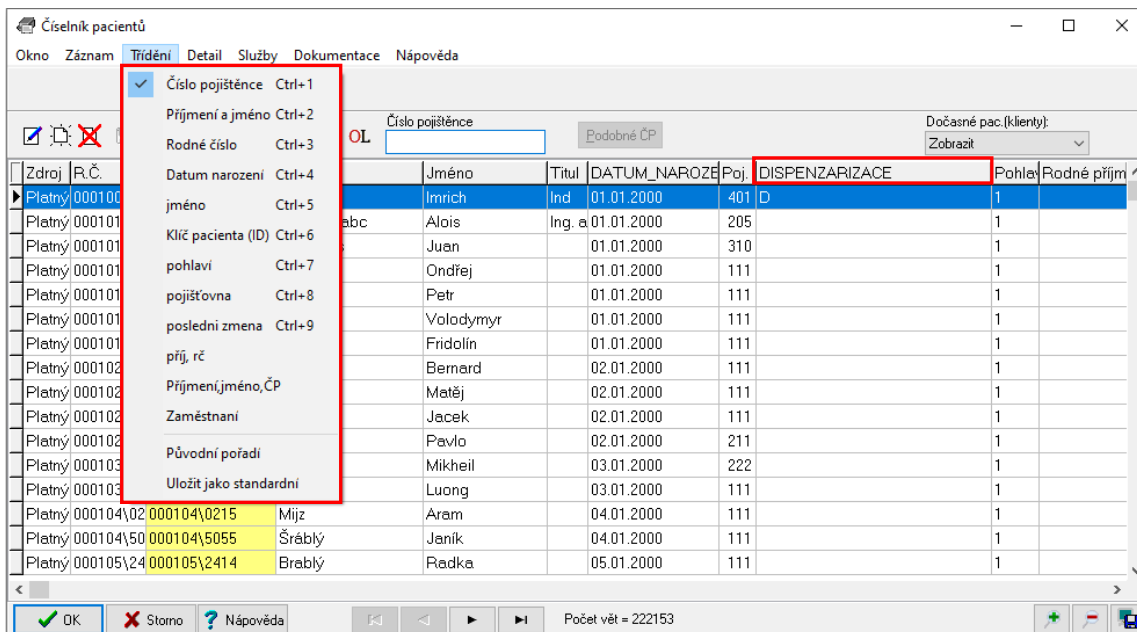 Číselník pacientů
Okno Záznam Třídění Detail Služby Dokumentace Nápověda
Číslo pojištěnce Ctrl+1
Příjmení a jméno Ctrl+2
Rodné číslo Ctrl+3
Datum narození Ctrl+4
jméno Ctrl+5
Klíč pacienta (ID) Ctrl+6
pohlaví Ctrl+7
pojišťovna Ctrl+8
posledni zmena Ctrl+9
příj, rč
Příjmení,jméno,ČP
Zaměstnaní
Původní pořadí
Uložit jako standardní
OL Číslo pojištěnce Podobné ČP Dočasné pac.(klienty):
Zobrazit
Zdroj R.Č. Jméno Titul DATUM_NAROZE Poj. DISPENZARIZACE Pohlav Rodné příjm
Platný 000100 Imrich Ind 01.01.2000 401 D 1
Platný 000101 abc Alois Ing. a 01.01.2000 205 1
Platný 000101 Juan 01.01.2000 310 1
Platný 000101 Ondřej 01.01.2000 111 1
Platný 000101 Petr 01.01.2000 111 1
Platný 000101 Volodymyr 01.01.2000 111 1
Platný 000101 Fridolín 01.01.2000 111 1
Platný 000102 Bernard 02.01.2000 111 1
Platný 000102 Matěj 02.01.2000 111 1
Platný 000102 Jacek 02.01.2000 111 1
Platný 000102 Pavlo 02.01.2000 211 1
Platný 000103 Mikheil 03.01.2000 222 1
Platný 000103 Luong 03.01.2000 111 1
Platný 000104\02 000104\0215 Mijz Aram 04.01.2000 111 1
Platný 000104\50 000104\5055 Šráblý Janík 04.01.2000 111 1
Platný 000105\24 000105\2414 Brablý Radka 05.01.2000 111 1
OK Storno Nápověda Počet vět = 222153